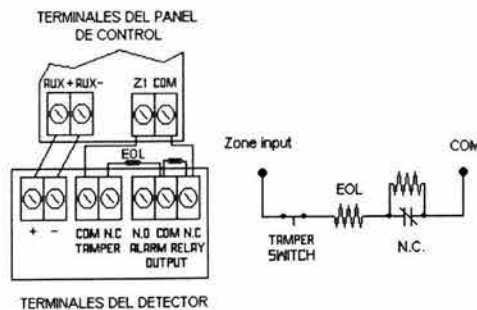 TERMINALES DEL PANEL
DE CONTROL
AUX+ AUX-
Z1 COM
EOL
+ - COM N.C N.O COM N.C
TAMPER ALARM RELAY
OUTPUT
TERMINALES DEL DETECTOR
Zone input
COM
EOL
TAMPER
SWITCH
N.C.